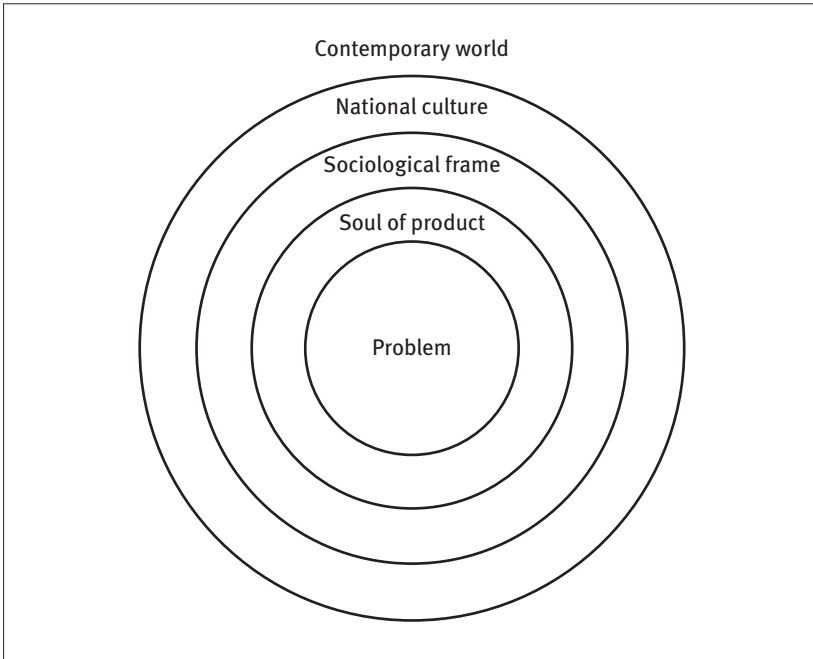 Contemporary world
National culture
Sociological frame
Soul of product
Problem